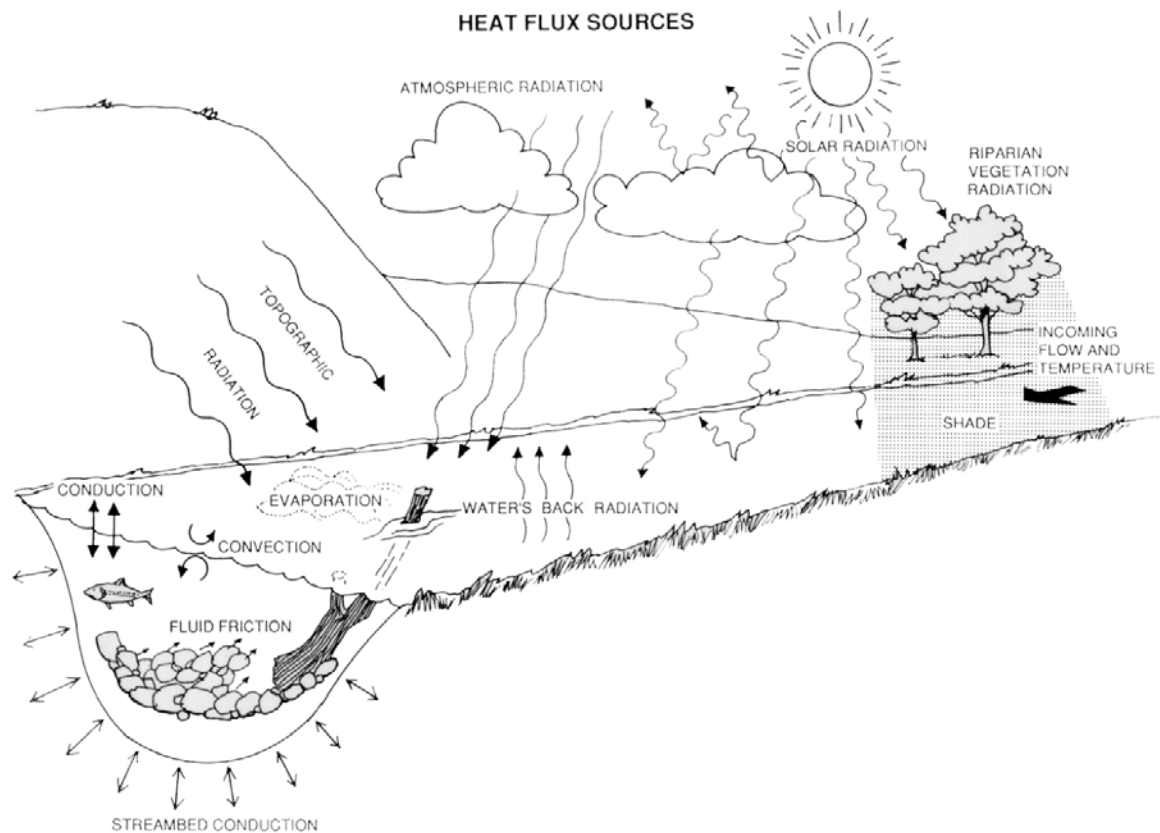 HEAT FLUX SOURCES
ATMOSPHERIC RADIATION
SOLAR RADIATION
RIPARIAN
VEGETATION
RADIATION
TOPOGRAPHIC
RADIATION
INCOMING
FLOW AND
TEMPERATURE
SHADE
CONDUCTION
EVAPORATION
WATER'S BACK RADIATION
CONVECTION
FLUID FRICTION
STREAMBED CONDUCTION